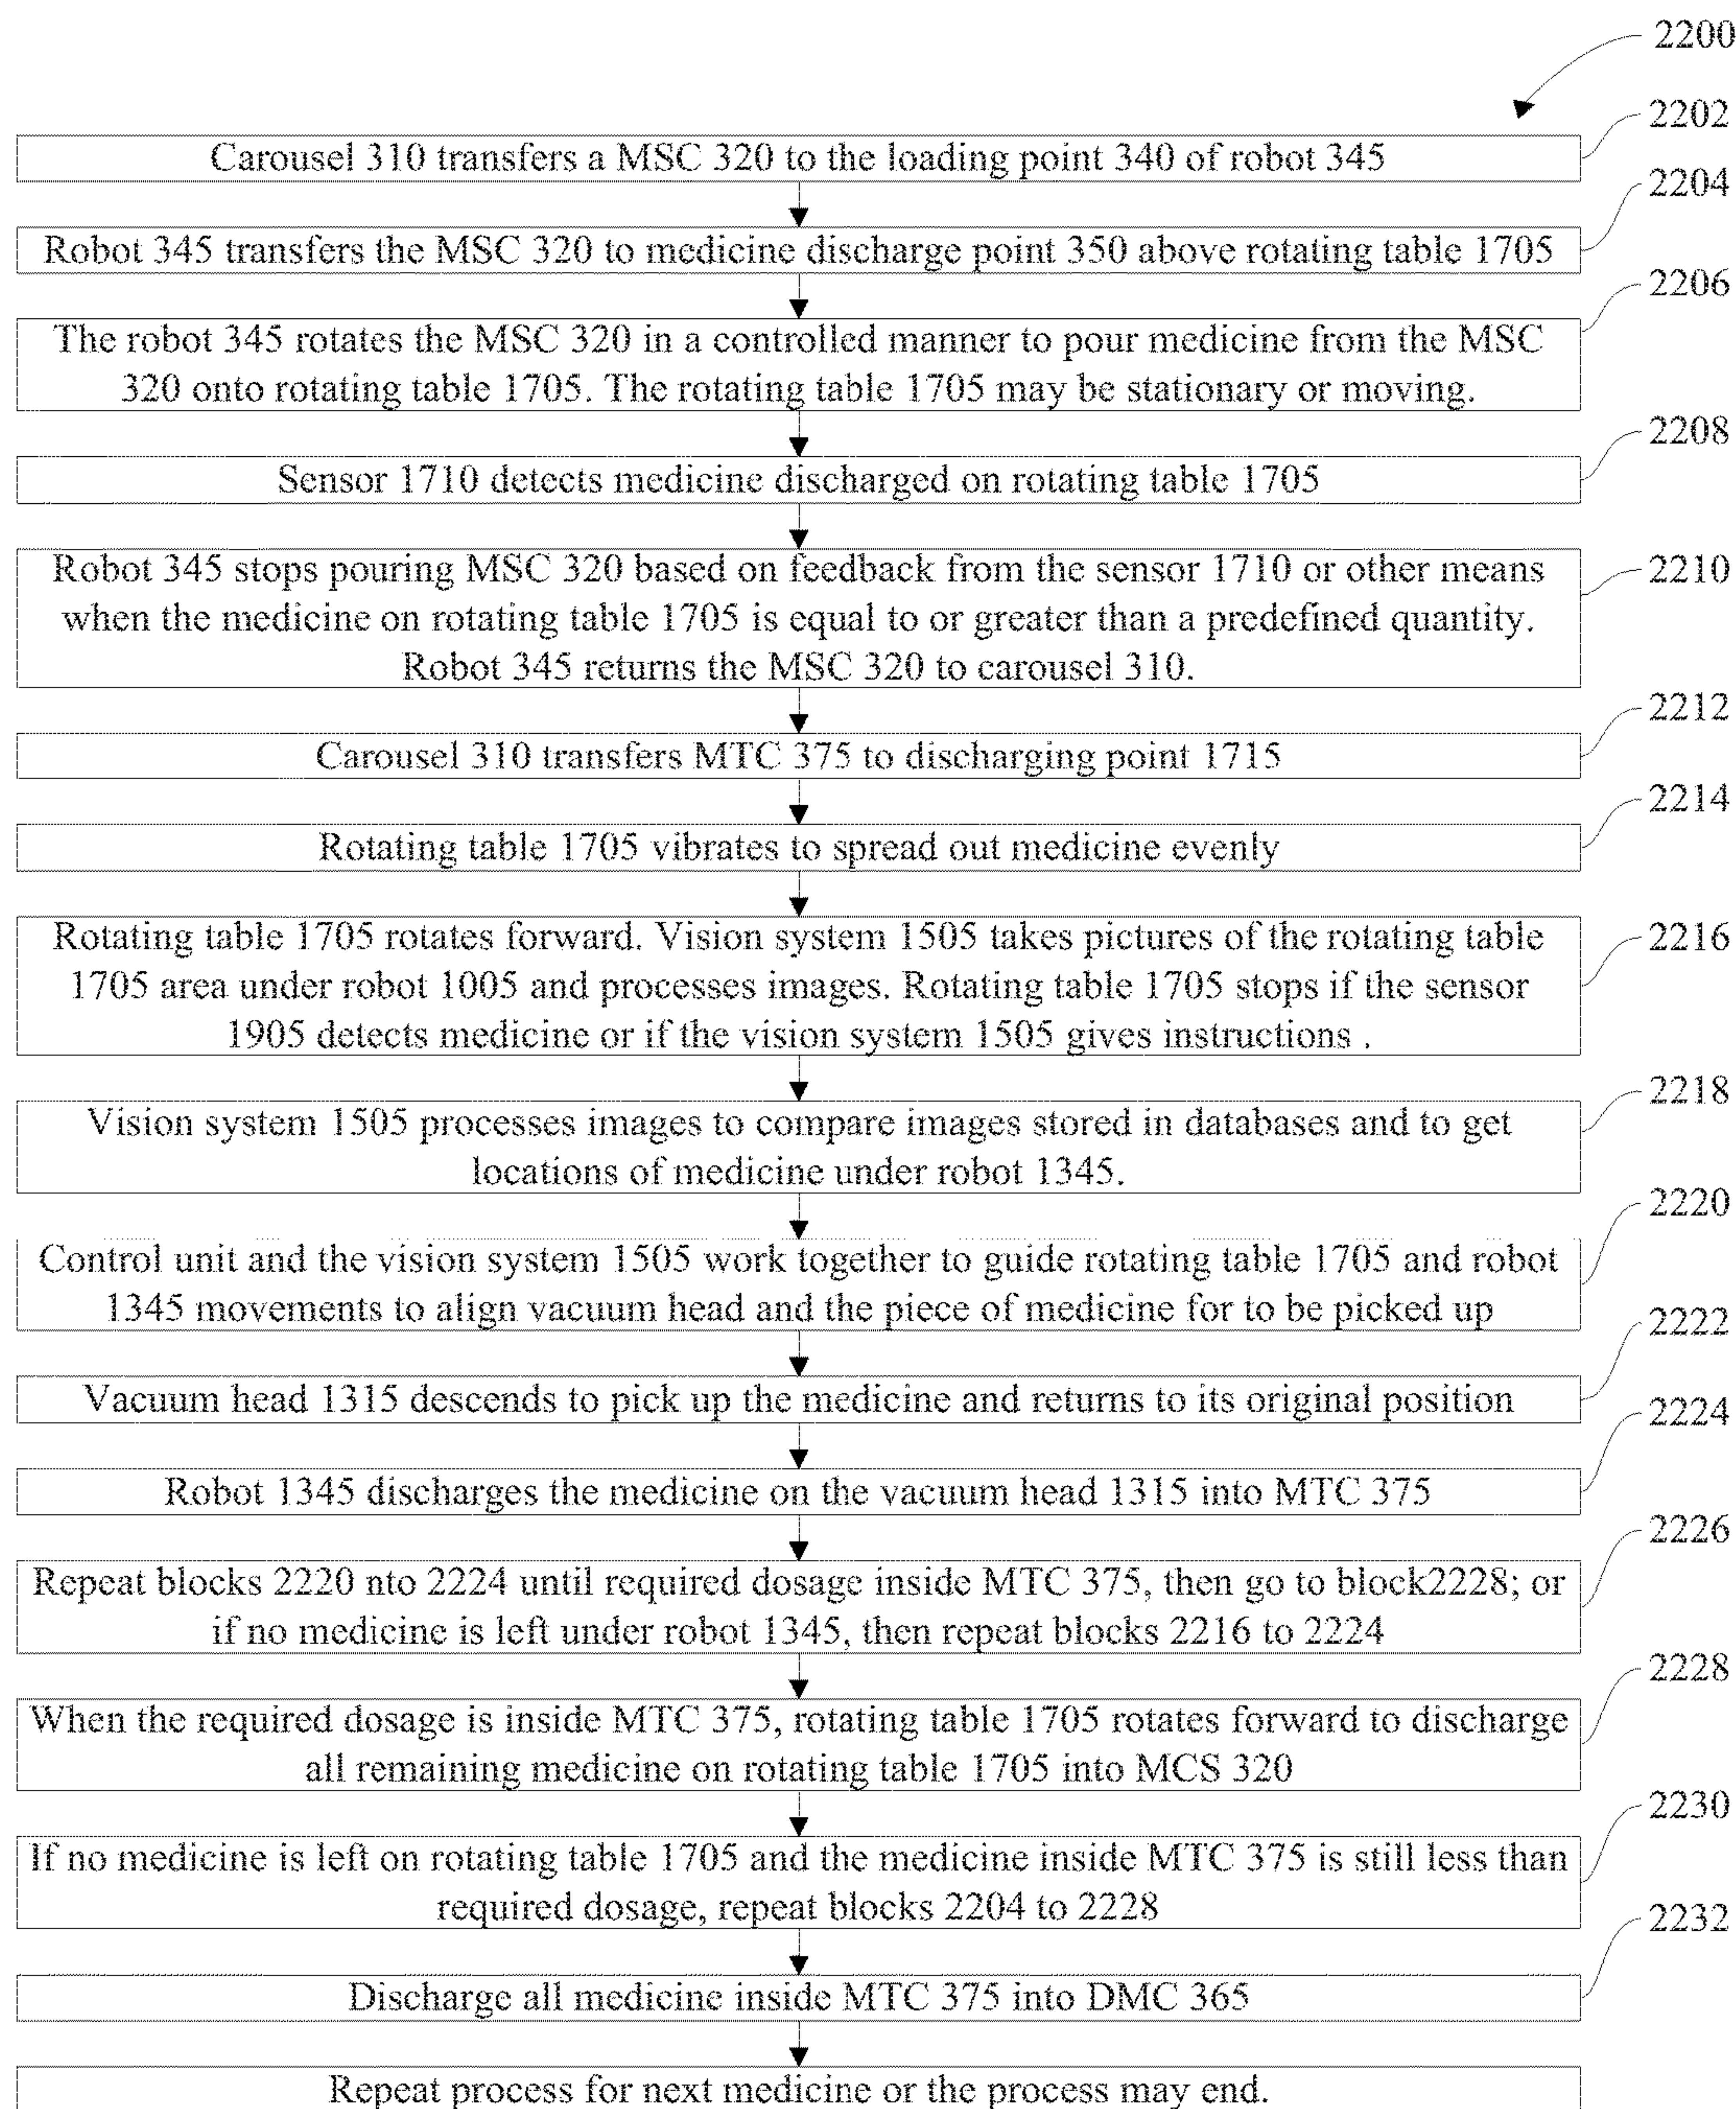 2200
2202
Carousel 310 transfers a MSC 320 to the loading point 340 of robot 345
2204
Robot 345 transfers the MSC 320 to medicine discharge point 350 above rotating table 1705
2206
The robot 345 rotates the MSC 320 in a controlled manner to pour medicine from the MSC
320 onto rotating table 1705. The rotating table 1705 may be stationary or moving.
2208
Sensor 1710 detects medicine discharged on rotating table 1705
2210
Robot 345 stops pouring MSC 320 based on feedback from the sensor 1710 or other means
when the medicine on rotating table 1705 is equal to or greater than a predefined quantity.
Robot 345 returns the MSC 320 to carousel 310.
2212
Carousel 310 transfers MTC 375 to discharging point 1715
2214
Rotating table 1705 vibrates to spread out medicine evenly
2216
Rotating table 1705 rotates forward. Vision system 1505 takes pictures of the rotating table
1705 area under robot 1005 and processes images. Rotating table 1705 stops if the sensor
1905 detects medicine or if the vision system 1505 gives instructions .
2218
Vision system 1505 processes images to compare images stored in databases and to get
locations of medicine under robot 1345.
2220
Control unit and the vision system 1505 work together to guide rotating table 1705 and robot
1345 movements to align vacuum head and the piece of medicine for to be picked up
2222
Vacuum head 1315 descends to pick up the medicine and returns to its original position
2224
Robot 1345 discharges the medicine on the vacuum head 1315 into MTC 375
2226
Repeat blocks 2220 nto 2224 until required dosage inside MTC 375, then go to block2228; or
if no medicine is left under robot 1345, then repeat blocks 2216 to 2224
2228
When the required dosage is inside MTC 375, rotating table 1705 rotates forward to discharge
all remaining medicine on rotating table 1705 into MCS 320
2230
If no medicine is left on rotating table 1705 and the medicine inside MTC 375 is still less than
required dosage, repeat blocks 2204 to 2228
2232
Discharge all medicine inside MTC 375 into DMC 365
Repeat process for next medicine or the process may end.